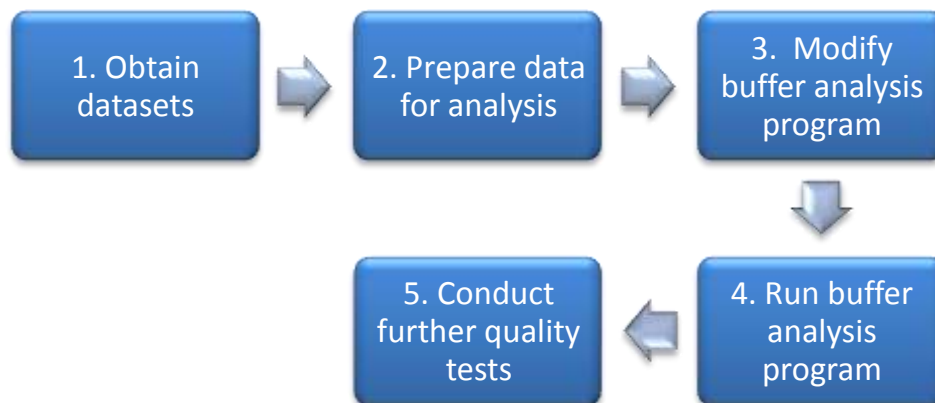 1. Obtain
datasets
2. Prepare data
for analysis
3.  Modify
buffer analysis
program
4. Run buffer
analysis
program
5. Conduct
further quality
tests